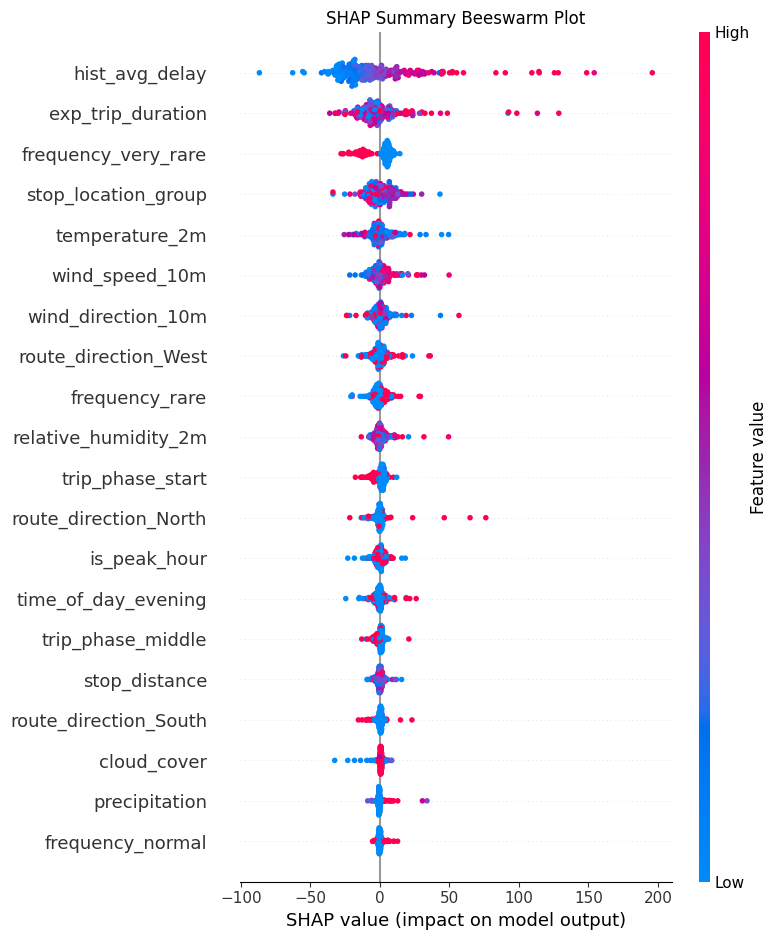 SHAP Summary Beeswarm Plot
High
hist_avg_delay
exp_trip_duration
frequency_very_rare
stop_location_group
temperature_2m
wind_speed_10m
wind_direction_10m
route_direction_West
frequency_rare
relative_humidity_2m
trip_phase_start
route_direction_North
is_peak_hour
time_of_day_evening
trip_phase_middle
stop_distance
route_direction_South
cloud_cover
precipitation
frequency_normal
Feature value
Low
−100 −50 0 50 100 150 200
SHAP value (impact on model output)